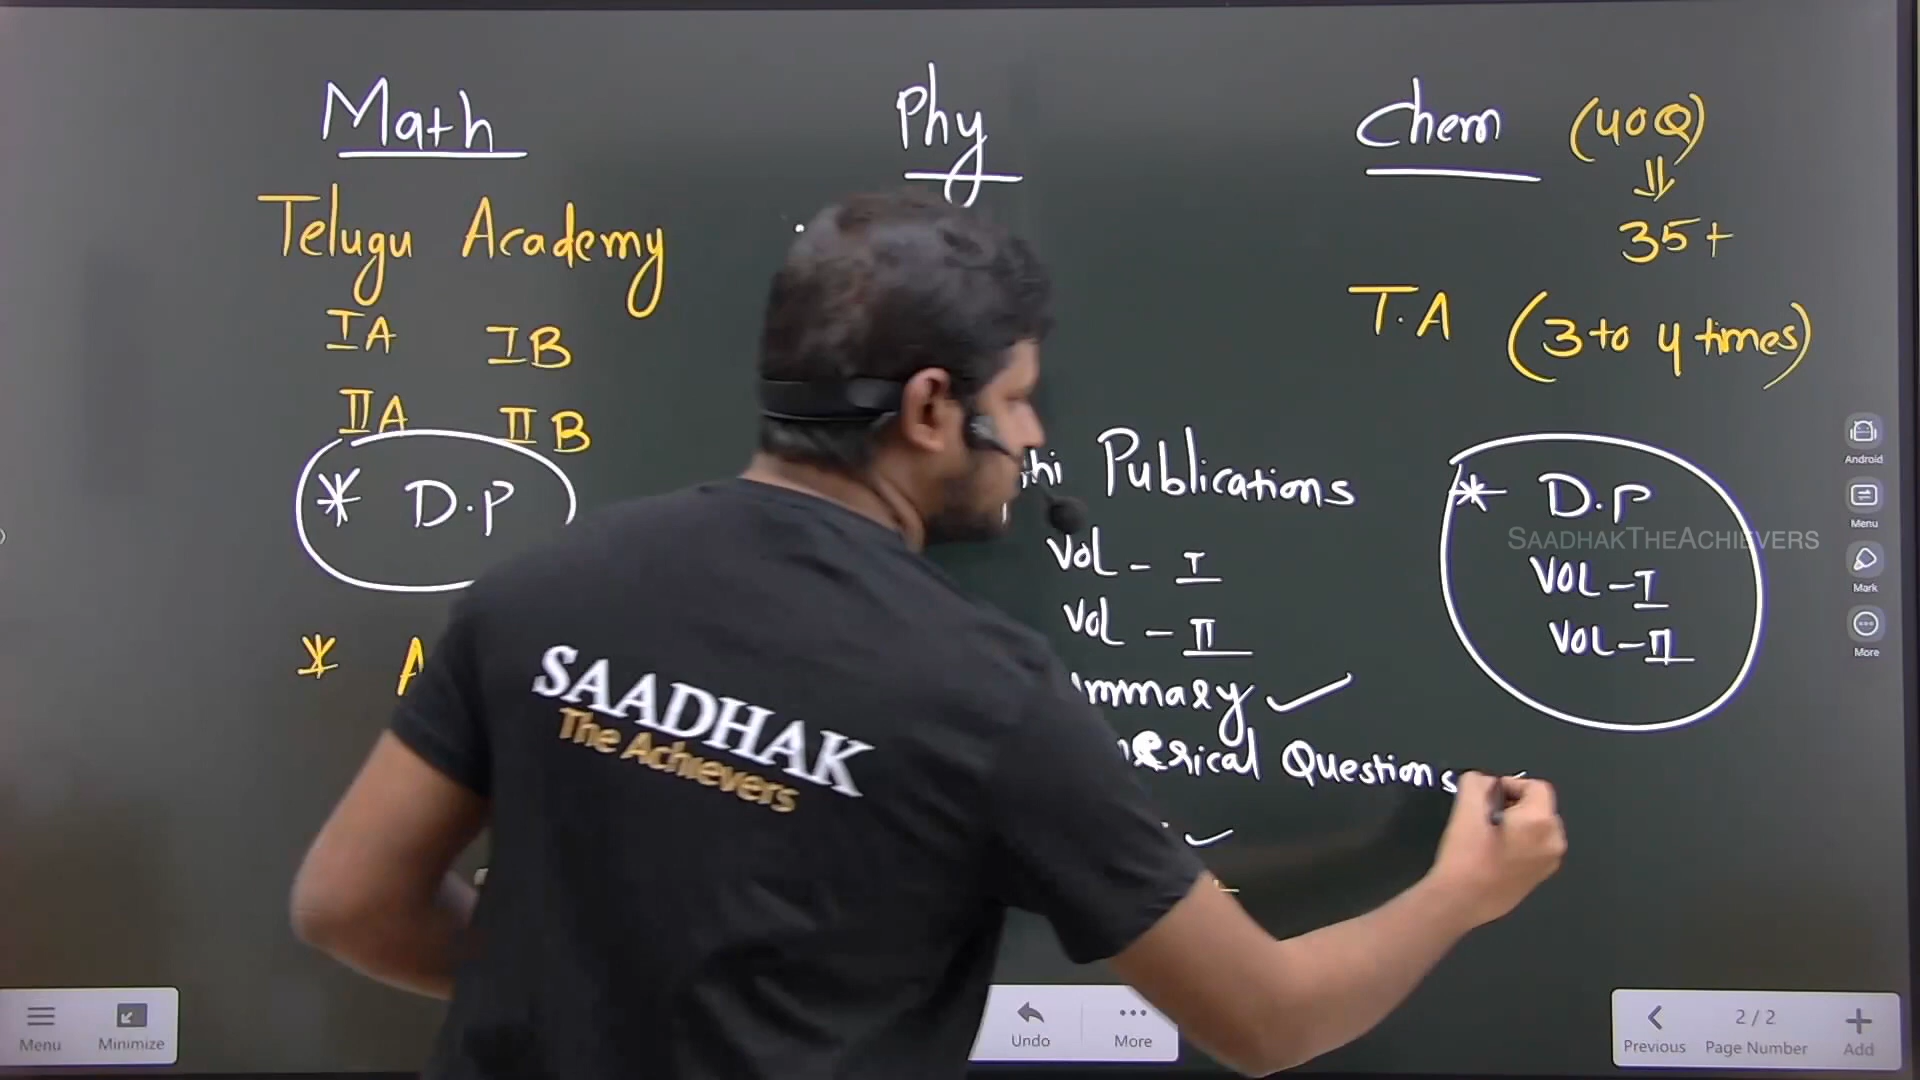 Math
Telugu Academy
IA IB
IIA IIB
* D.P
*
Phy
Publications
Vol - I
Vol - II
Questions
Chem (40Q)
⇓
35+
T.A (3 to 4 times)
* D.P
VOL - I
VOL - II
SAADHAKTHEACHIEVERS
SAADHAK
The Achievers
Android
Menu
Mark
More
Menu Minimize
Undo More
2 / 2
Previous Page Number Add